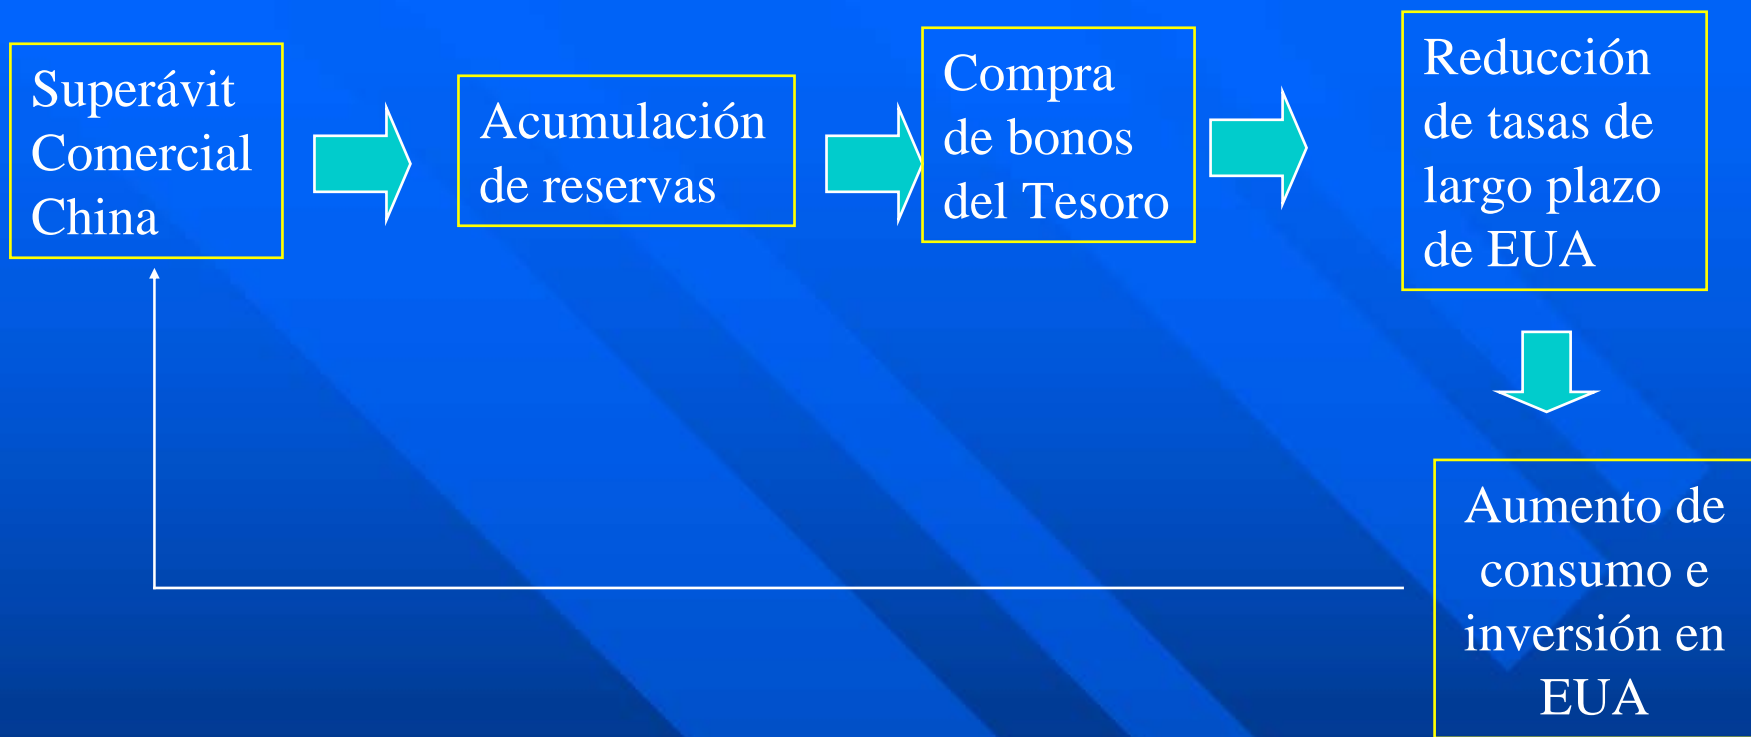 Superávit
Comercial
China
Acumulación
de reservas
Compra
de bonos
del Tesoro
Reducción
de tasas de
largo plazo
de EUA
Aumento de
consumo e
inversión en
EUA